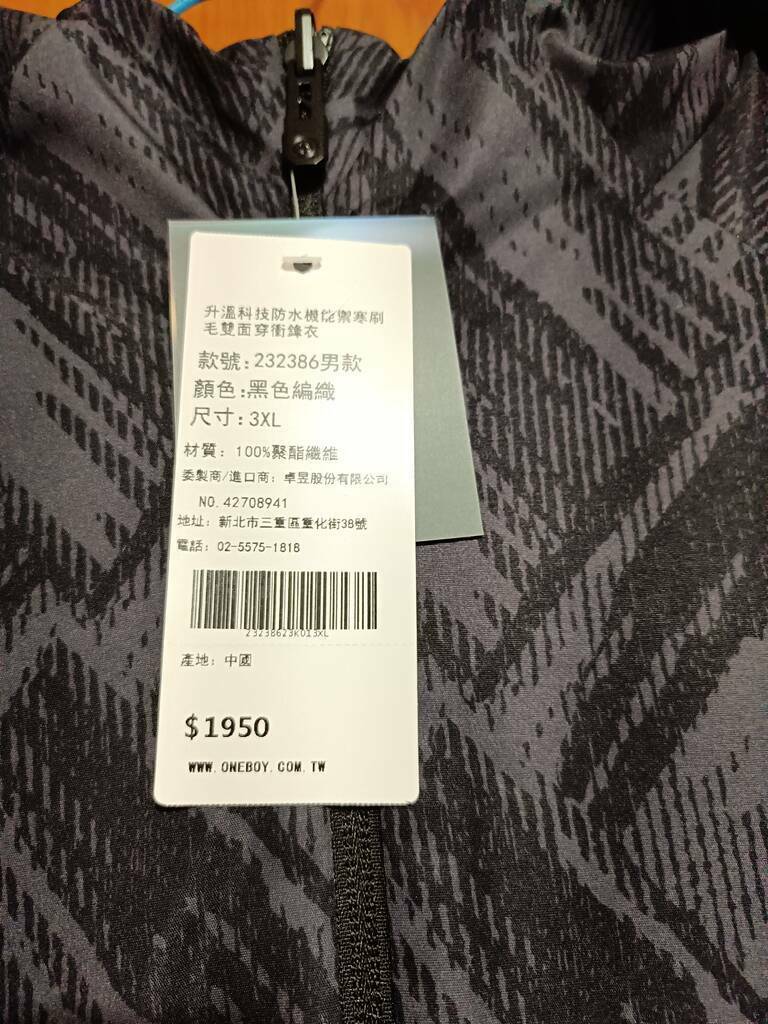 升溫科技防水機能禦寒刷
毛雙面穿衝鋒衣
款號:232386男款
顏色:黑色編織
尺寸:3XL
材質: 100%聚酯纖維
委製商/進口商: 卓昱股份有限公司
NO.42708941
地址: 新北市三重區重化街38號
電話: 02-5575-1818
23238623K013XL
產地: 中國
$1950
WWW.ONEBOY.COM.TW